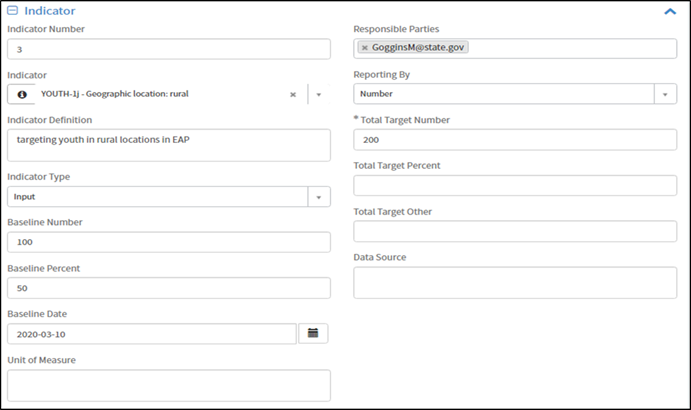 Indicator
Indicator Number
3
Indicator
YOUTH-1j - Geographic location: rural
Indicator Definition
targeting youth in rural locations in EAP
Indicator Type
Input
Baseline Number
100
Baseline Percent
50
Baseline Date
2020-03-10
Unit of Measure
Responsible Parties
GogginsM@state.gov
Reporting By
Number
* Total Target Number
200
Total Target Percent
Total Target Other
Data Source